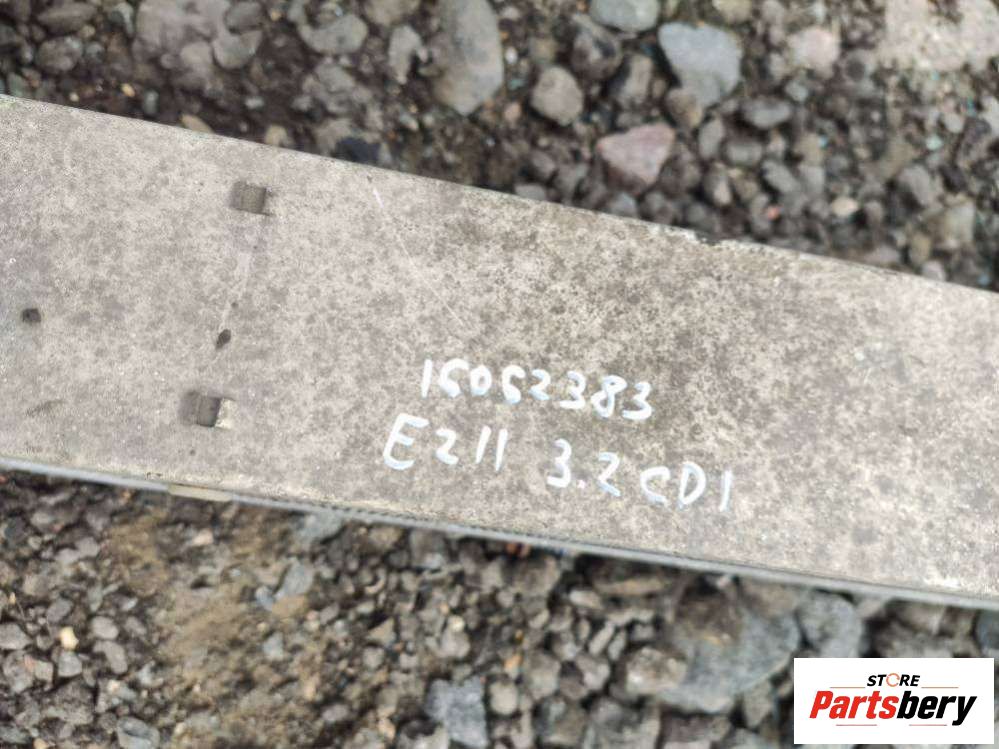 15052383
E211 3.2 CDI
STORE
Partsbery